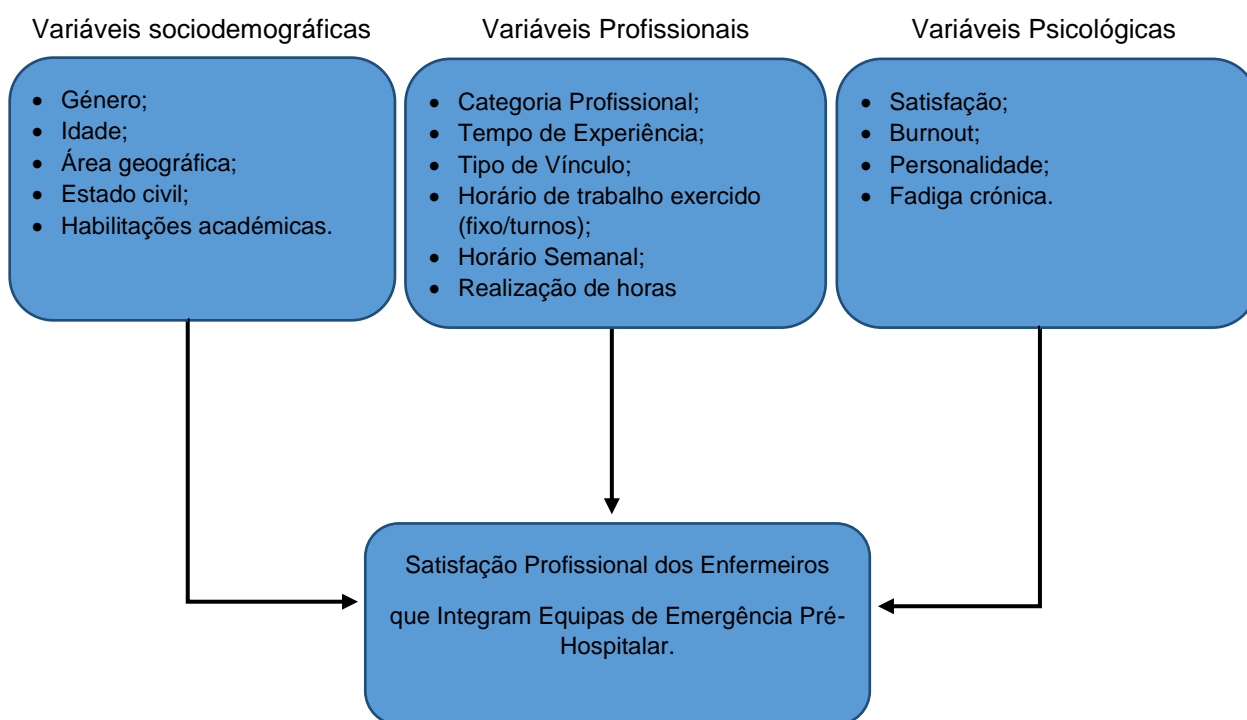 Variáveis sociodemográficas
• Género;
• Idade;
• Área geográfica;
• Estado civil;
• Habilitações académicas.
Variáveis Profissionais
• Categoria Profissional;
• Tempo de Experiência;
• Tipo de Vínculo;
• Horário de trabalho exercido
(fixo/turnos);
• Horário Semanal;
• Realização de horas
Variáveis Psicológicas
• Satisfação;
• Burnout;
• Personalidade;
• Fadiga crónica.
Satisfação Profissional dos Enfermeiros
que Integram Equipas de Emergência Pré-
Hospitalar.